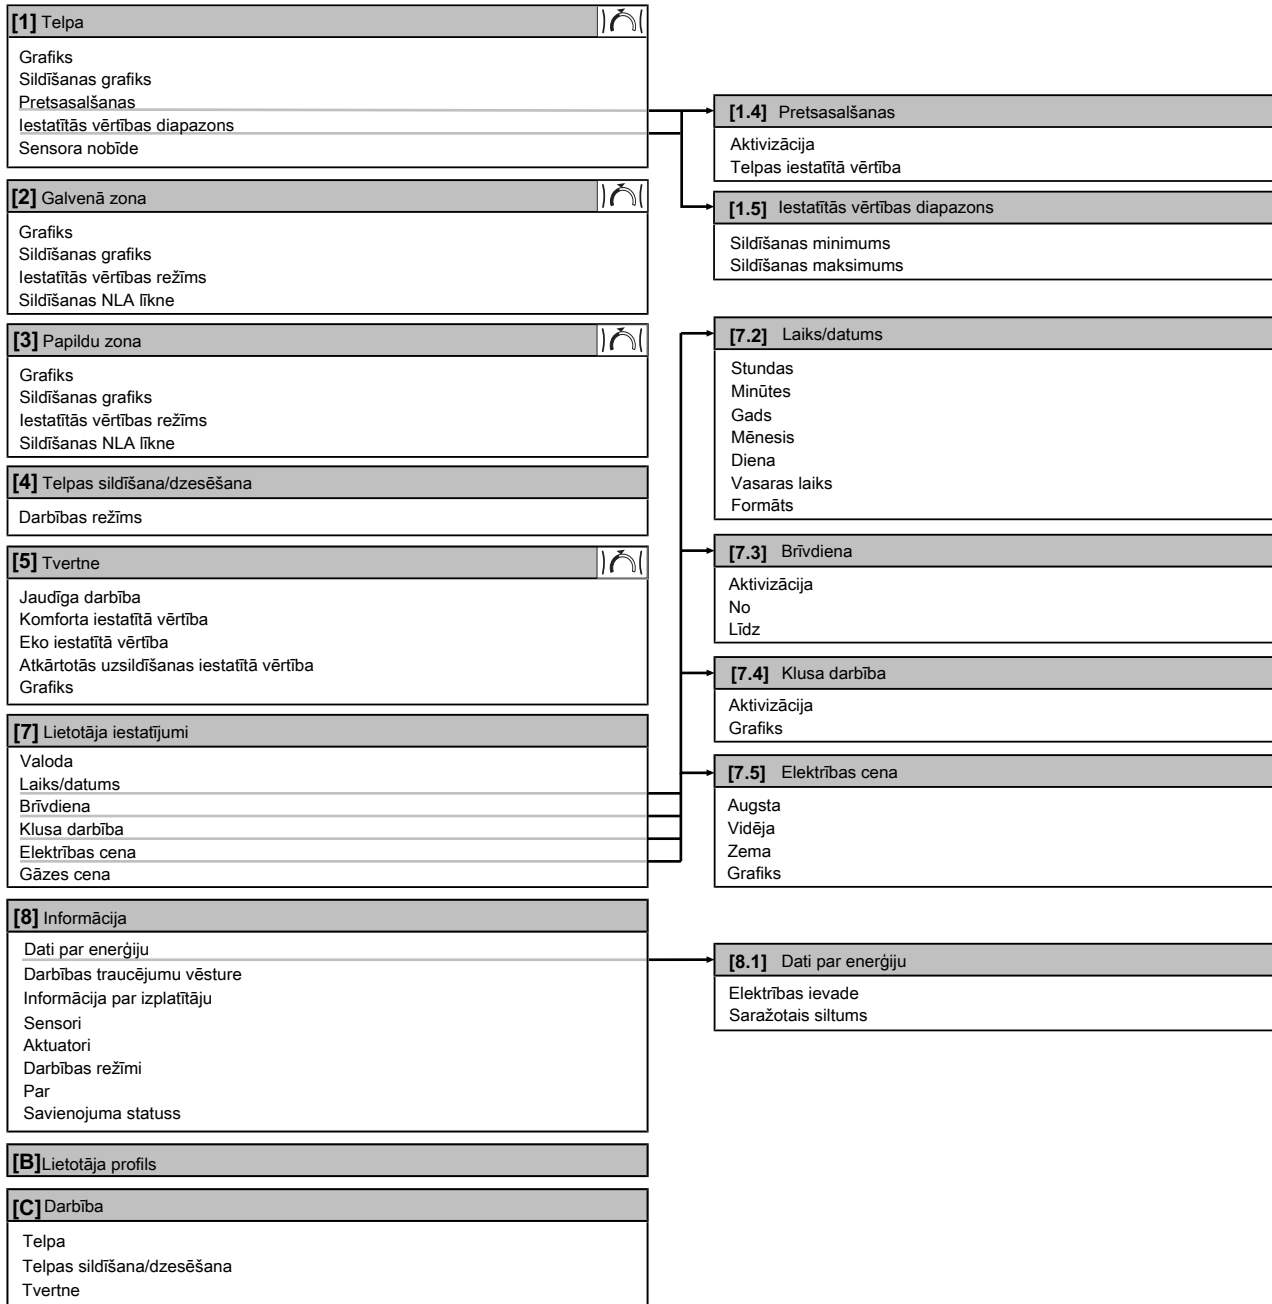 [1] Telpa
Grafiks
Sildīšanas grafiks
Pretsasalšanas
Iestatītās vērtības diapazons
Sensora nobīde
[2] Galvenā zona
Grafiks
Sildīšanas grafiks
Iestatītās vērtības režīms
Sildīšanas NLA līkne
[3] Papildu zona
Grafiks
Sildīšanas grafiks
Iestatītās vērtības režīms
Sildīšanas NLA līkne
[4] Telpas sildīšana/dzesēšana
Darbības režīms
[5] Tvertne
Jaudīga darbība
Komforta iestatītā vērtība
Eko iestatītā vērtība
Atkārtotās uzsildīšanas iestatītā vērtība
Grafiks
[7] Lietotāja iestatījumi
Valoda
Laiks/datums
Brīvdiena
Klusa darbība
Elektrības cena
Gāzes cena
[8] Informācija
Dati par enerģiju
Darbības traucējumu vēsture
Informācija par izplatītāju
Sensori
Aktuatori
Darbības režīmi
Par
Savienojuma statuss
[B] Lietotāja profils
[C] Darbība
Telpa
Telpas sildīšana/dzesēšana
Tvertne
[1.4] Pretsasalšanas
Aktivizācija
Telpas iestatītā vērtība
[1.5] Iestatītās vērtības diapazons
Sildīšanas minimums
Sildīšanas maksimums
[7.2] Laiks/datums
Stundas
Minūtes
Gads
Mēnesis
Diena
Vasaras laiks
Formāts
[7.3] Brīvdiena
Aktivizācija
No
Līdz
[7.4] Klusa darbība
Aktivizācija
Grafiks
[7.5] Elektrības cena
Augsta
Vidēja
Zema
Grafiks
[8.1] Dati par enerģiju
Elektrības ievade
Saražotais siltums